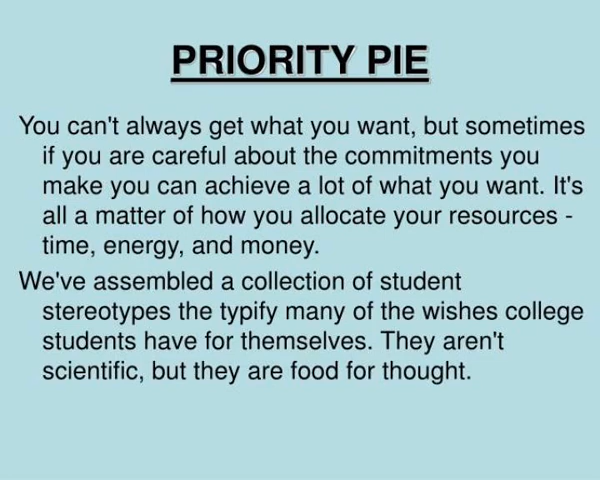 PRIORITY PIE
You can't always get what you want, but sometimes
if you are careful about the commitments you
make you can achieve a lot of what you want. It's
all a matter of how you allocate your resources -
time, energy, and money.
We've assembled a collection of student
stereotypes the typify many of the wishes college
students have for themselves. They aren't
scientific, but they are food for thought.